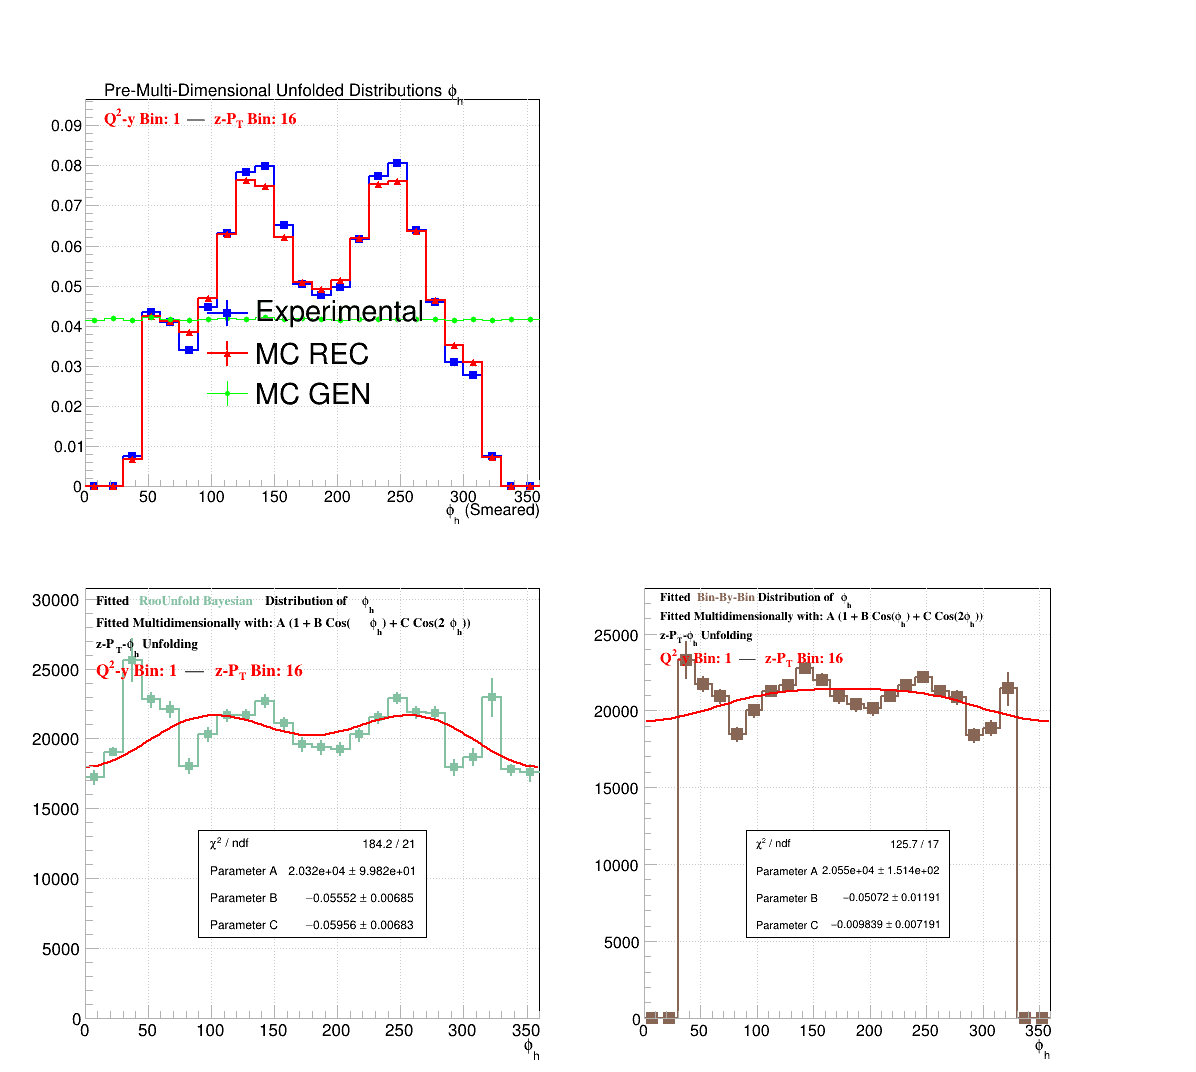 Pre-Multi-Dimensional Unfolded Distributions ϕh
Q²-y Bin: 1 — z-PT Bin: 16
0.09
0.08
0.07
0.06
0.05
0.04
0.03
0.02
0.01
0
Experimental
MC REC
MC GEN
0 50 100 150 200 250 300 350
ϕh (Smeared)
Fitted RooUnfold Bayesian Distribution of ϕh
Fitted Multidimensionally with: A (1 + B Cos( ϕh) + C Cos(2 ϕh))
z-PT-ϕh Unfolding
Q²-y Bin: 1 — z-PT Bin: 16
30000
25000
20000
15000
10000
5000
0
χ² / ndf 184.2 / 21
Parameter A 2.032e+04 ± 9.982e+01
Parameter B −0.05552 ± 0.00685
Parameter C −0.05956 ± 0.00683
0 50 100 150 200 250 300 350
ϕh
Fitted Bin-By-Bin Distribution of ϕh
Fitted Multidimensionally with: A (1 + B Cos(ϕh) + C Cos(2ϕh))
z-PT-ϕh Unfolding
Q²-y Bin: 1 — z-PT Bin: 16
25000
20000
15000
10000
5000
0
χ² / ndf 125.7 / 17
Parameter A 2.055e+04 ± 1.514e+02
Parameter B −0.05072 ± 0.01191
Parameter C −0.009839 ± 0.007191
0 50 100 150 200 250 300 350
ϕh